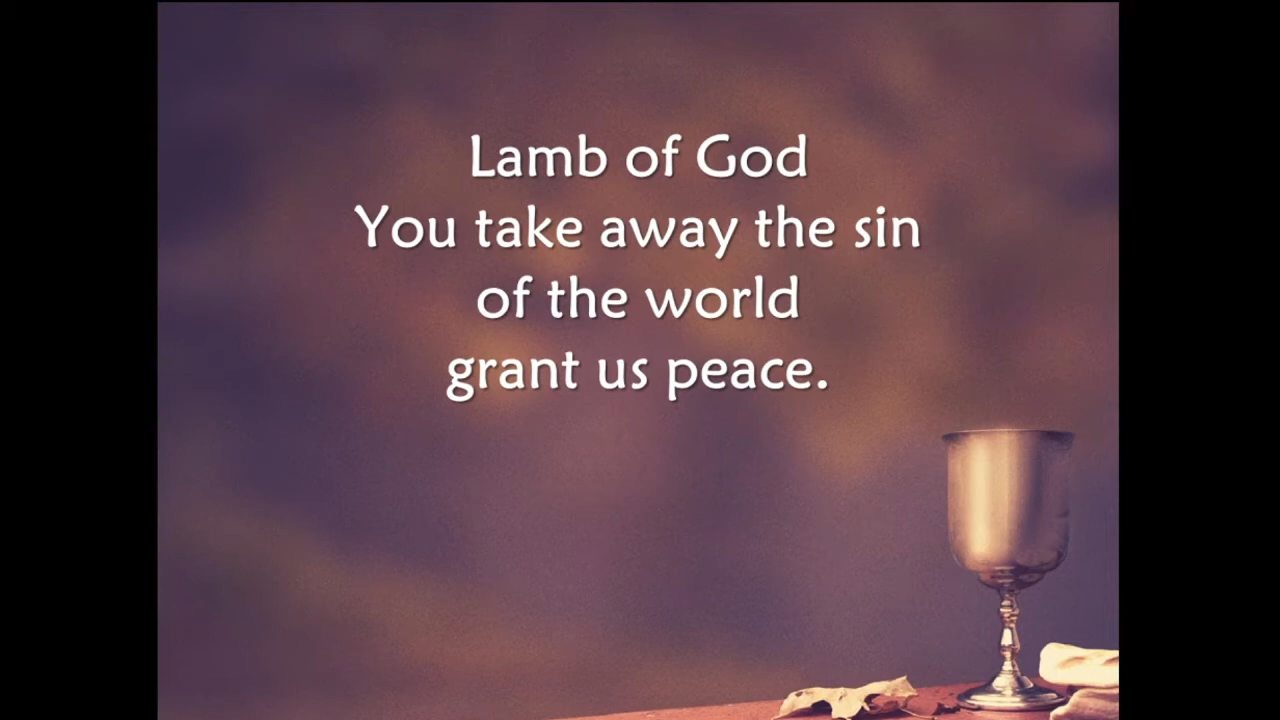 Lamb of God
You take away the sin
of the world
grant us peace.